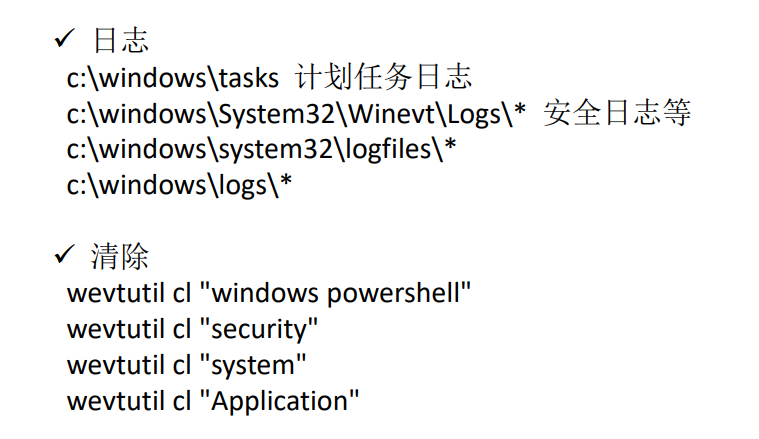 ✓ 日志
c:\windows\tasks 计划任务日志
c:\windows\System32\Winevt\Logs\* 安全日志等
c:\windows\system32\logfiles\*
c:\windows\logs\*
✓ 清除
wevtutil cl "windows powershell"
wevtutil cl "security"
wevtutil cl "system"
wevtutil cl "Application"